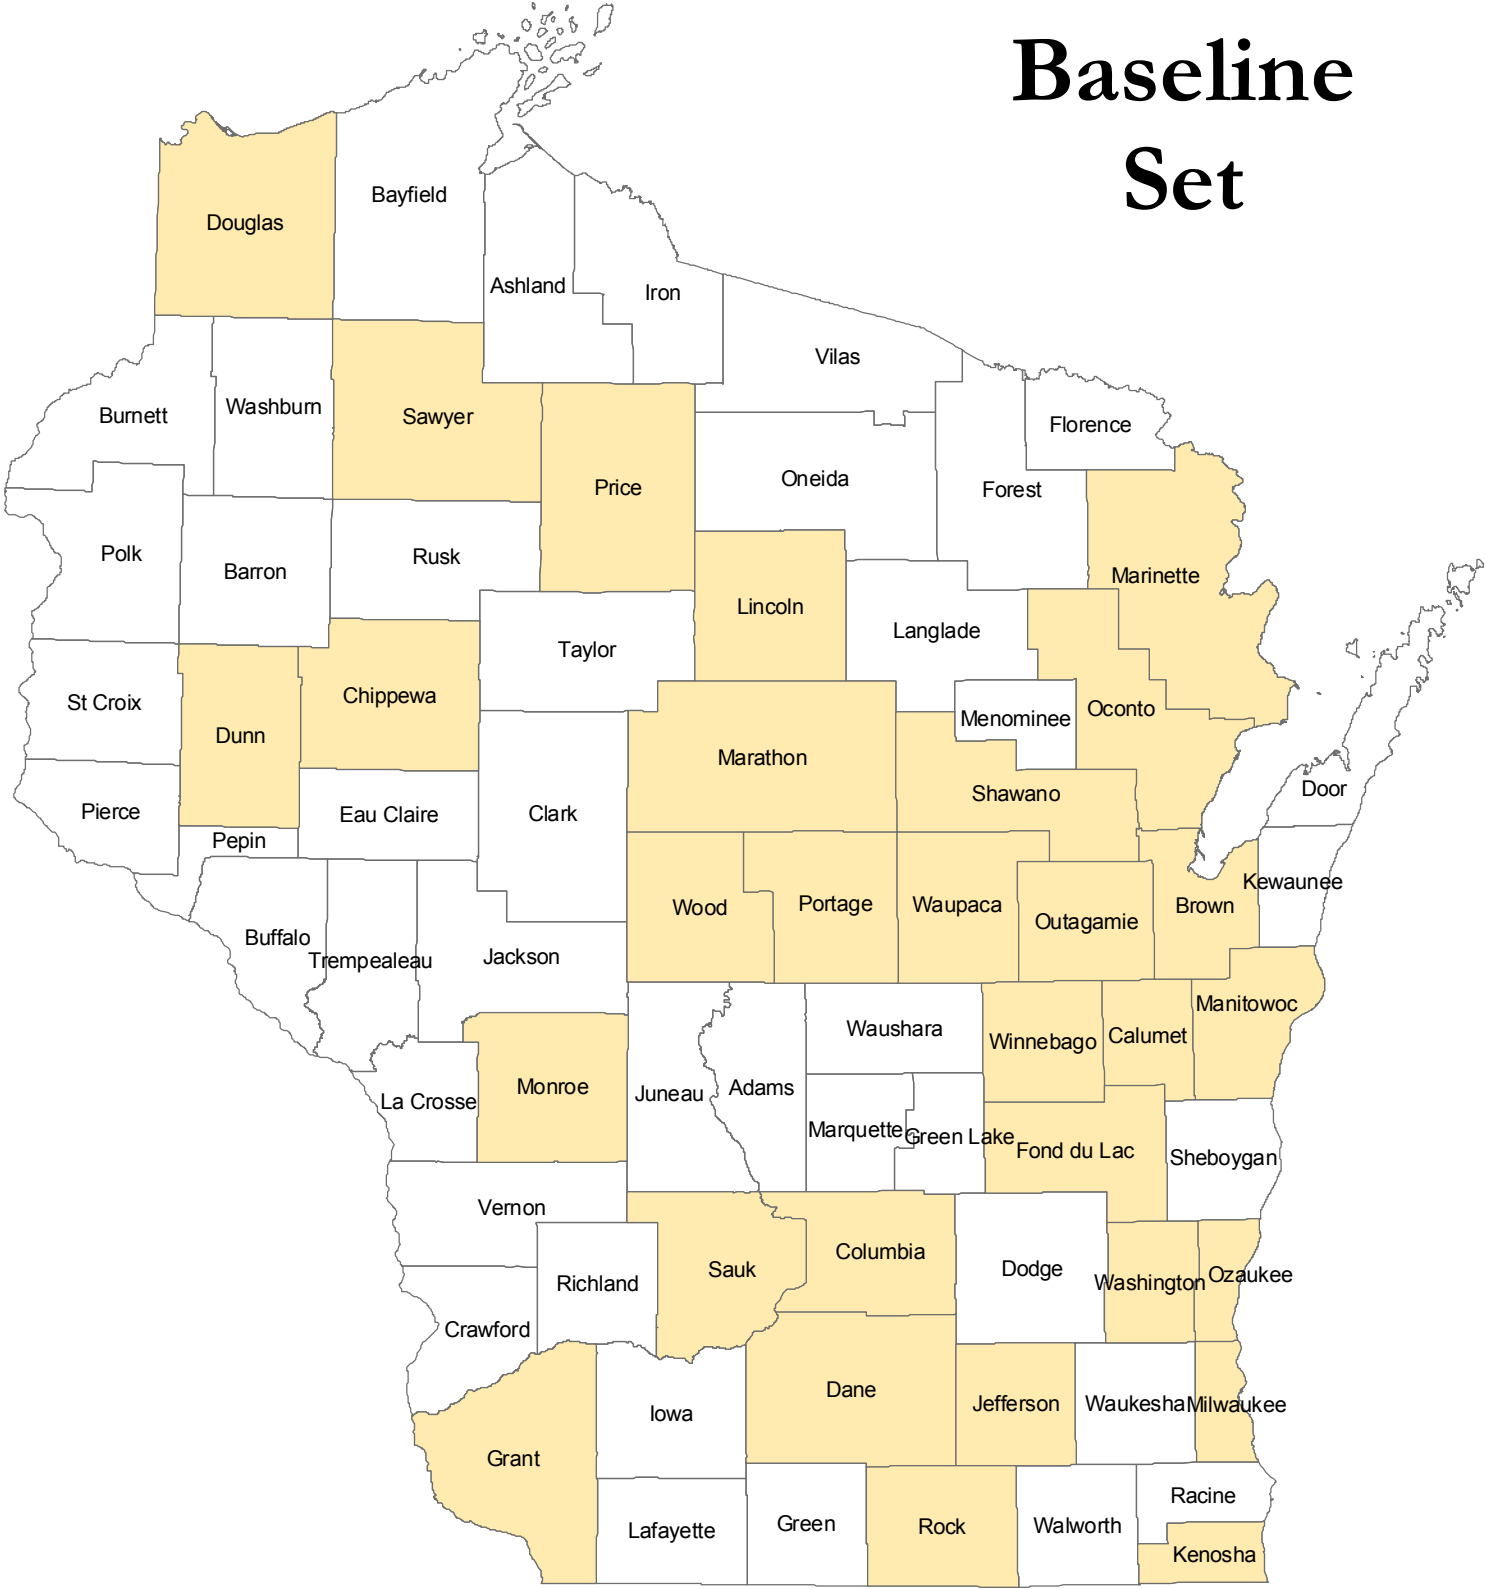 Baseline
Set
Bayfield
Douglas
Ashland
Iron
Vilas
Washburn
Burnett
Sawyer
Florence
Oneida
Price
Forest
Polk
Rusk
Barron
Marinette
Lincoln
Langlade
Taylor
Chippewa
St Croix
Oconto
Menominee
Dunn
Marathon
Door
Shawano
Pierce
Eau Claire
Clark
Pepin
Kewaunee
Wood
Portage
Waupaca
Brown
Outagamie
Buffalo
Trempealeau
Jackson
Manitowoc
Waushara
Calumet
Winnebago
Monroe
Adams
Juneau
La Crosse
Marquette
Green Lake
Fond du Lac
Sheboygan
Vernon
Columbia
Sauk
Dodge
Ozaukee
Washington
Richland
Crawford
Dane
Jefferson
Waukesha
Milwaukee
Iowa
Grant
Racine
Green
Rock
Walworth
Lafayette
Kenosha